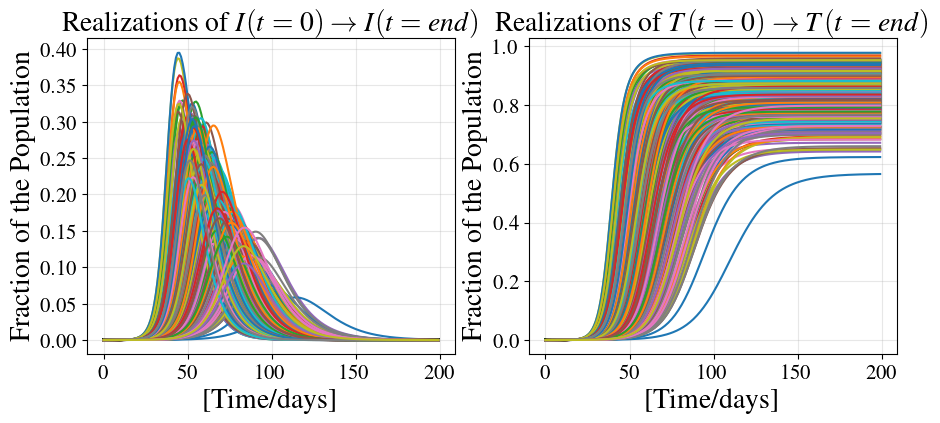 Realizations of I(t = 0) → I(t = end)
Fraction of the Population
0.40
0.35
0.30
0.25
0.20
0.15
0.10
0.05
0.00
0 50 100 150 200
[Time/days]
Realizations of T(t = 0) → T(t = end)
Fraction of the Population
1.0
0.8
0.6
0.4
0.2
0.0
0 50 100 150 200
[Time/days]